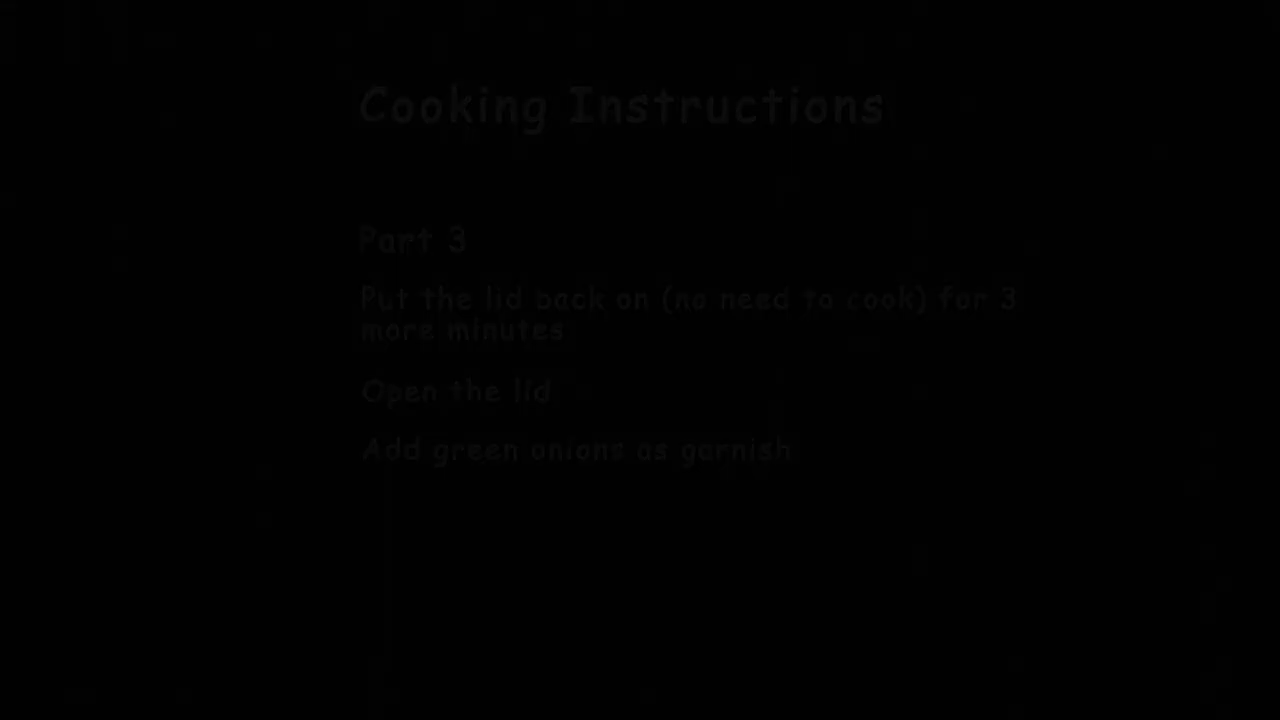 Cooking Instructions
Part 3
Put the lid back on (no need to cook) for 3
more minutes
Open the lid
Add green onions as garnish